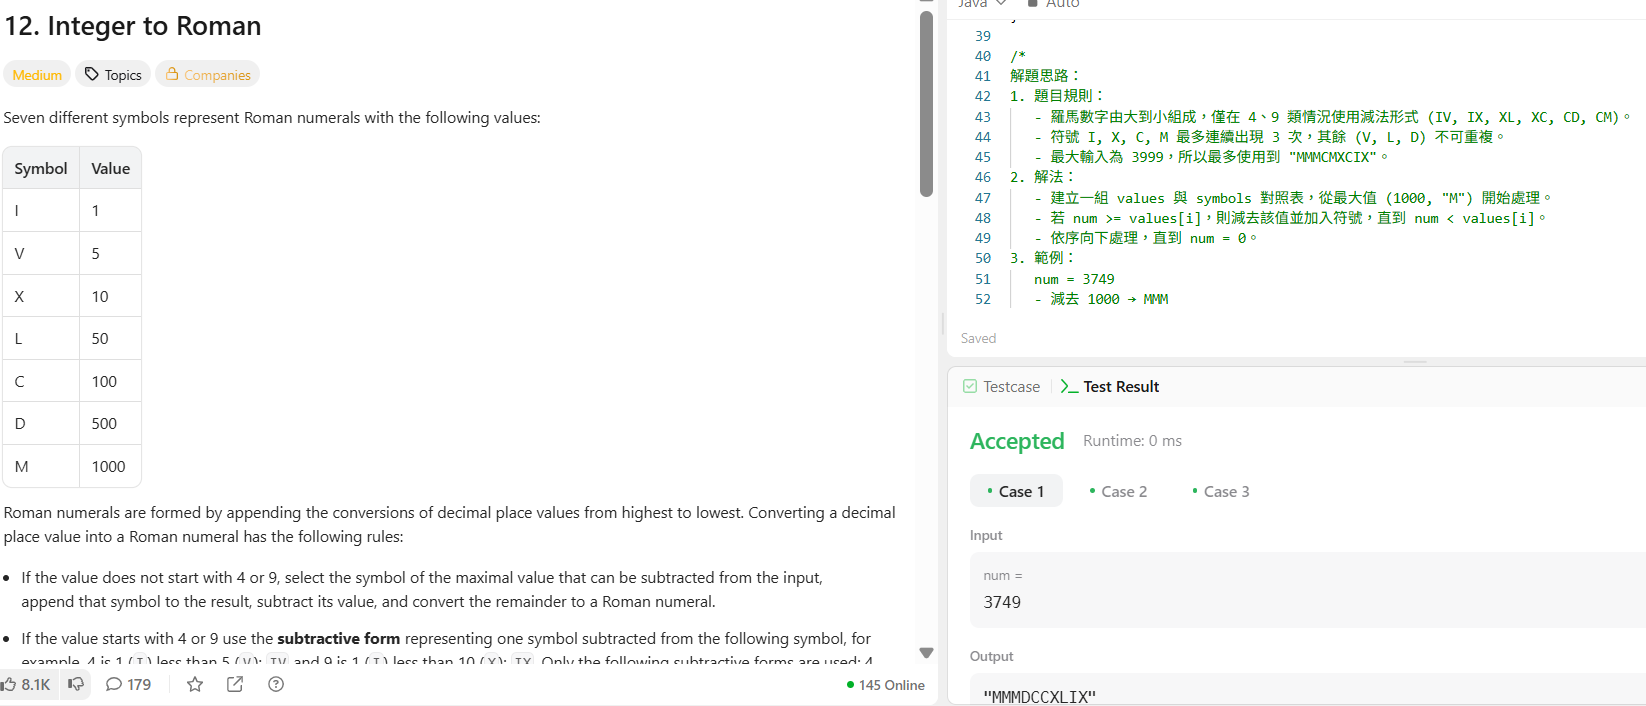 12. Integer to Roman
Medium
Topics
Companies
Seven different symbols represent Roman numerals with the following values:
Symbol Value
I 1
V 5
X 10
L 50
C 100
D 500
M 1000
Roman numerals are formed by appending the conversions of decimal place values from highest to lowest. Converting a decimal
place value into a Roman numeral has the following rules:
• If the value does not start with 4 or 9, select the symbol of the maximal value that can be subtracted from the input,
append that symbol to the result, subtract its value, and convert the remainder to a Roman numeral.
• If the value starts with 4 or 9 use the subtractive form representing one symbol subtracted from the following symbol, for
example, 4 is 1 (I) less than 5 (V): IV and 9 is 1 (I) less than 10 (X): IX. Only the following subtractive forms are used: 4
8.1K
179
145 Online
Java
Auto
39
40 /*
41 解題思路：
42 1. 題目規則：
43 - 羅馬數字由大到小組成，僅在 4、9 類情況使用減法形式 (IV, IX, XL, XC, CD, CM)。
44 - 符號 I, X, C, M 最多連續出現 3 次，其餘 (V, L, D) 不可重複。
45 - 最大輸入為 3999，所以最多使用到 "MMMCMXCIX"。
46 2. 解法：
47 - 建立一組 values 與 symbols 對照表，從最大值 (1000, "M") 開始處理。
48 - 若 num >= values[i]，則減去該值並加入符號，直到 num < values[i]。
49 - 依序向下處理，直到 num = 0。
50 3. 範例：
51 num = 3749
52 - 減去 1000 → MMM
Saved
Testcase
Test Result
Accepted
Runtime: 0 ms
• Case 1
• Case 2
• Case 3
Input
num =
3749
Output
"MMMDCCXLIX"